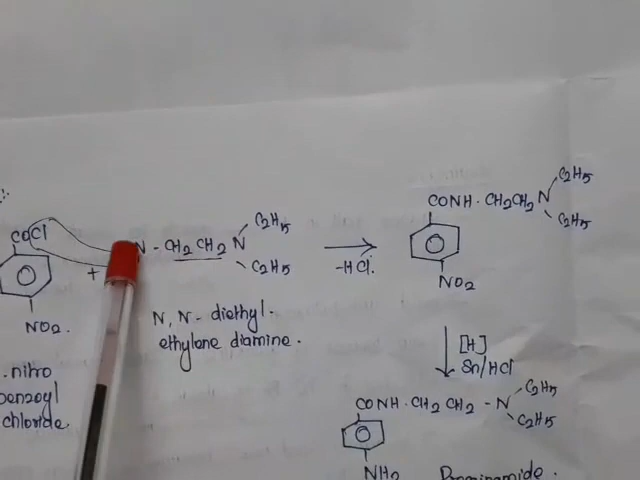 COCl
+
N - CH2 CH2 N
C2H5
C2H5
NO2.
nitro
benzoyl
chloride.
N, N - diethyl -
ethylene diamine.
-HCl.
CONH · CH2CH2 N
C2H5
C2H5
NO2
[H]
Sn/HCl
CONH · CH2 CH2 - N
C2H5
C2H5
NH2